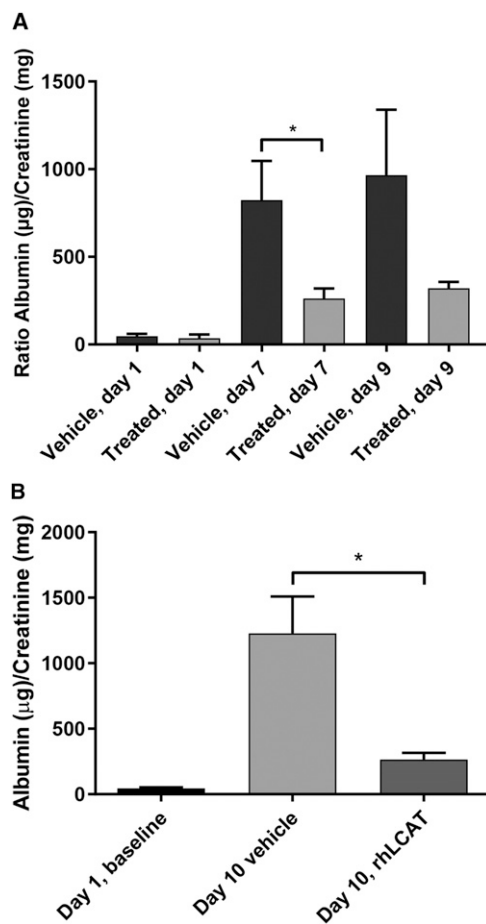 A
Ratio Albumin (µg)/Creatinine (mg)
1500
1000
500
0
*
Vehicle, day 1
Treated, day 1
Vehicle, day 7
Treated, day 7
Vehicle, day 9
Treated, day 9
B
Albumin (µg)/Creatinine (mg)
2000
1500
1000
500
0
*
Day 1, baseline
Day 10 vehicle
Day 10, rhLCAT